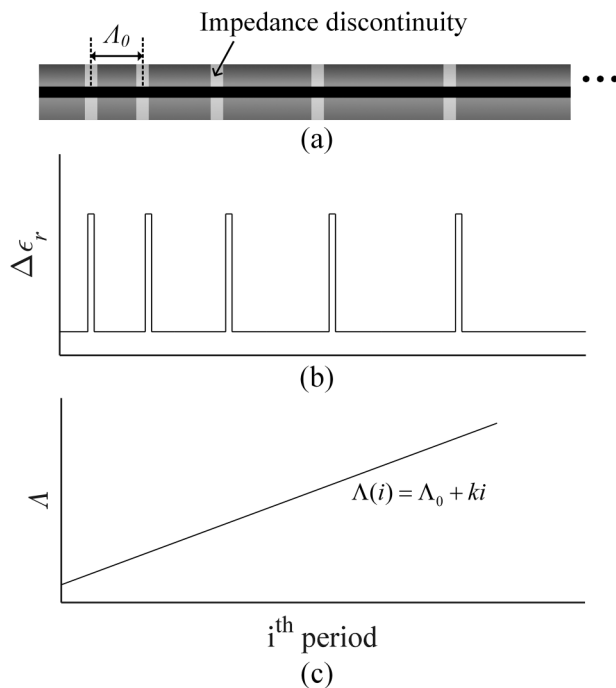 Λ₀
Impedance discontinuity
...
(a)
Δϵᵣ
(b)
Λ
Λ(i) = Λ₀ + ki
iᵗʰ period
(c)